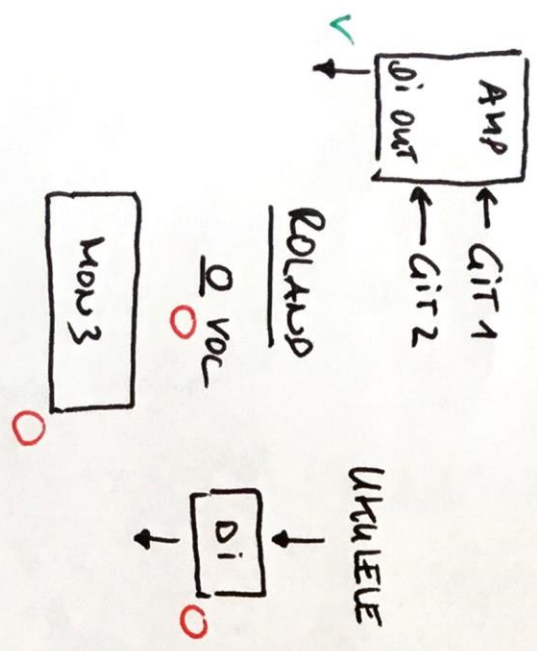 AMP
Di OUT
GiT 1
GiT 2
ROLAND
O VOC
MON 3
UKULELE
Di